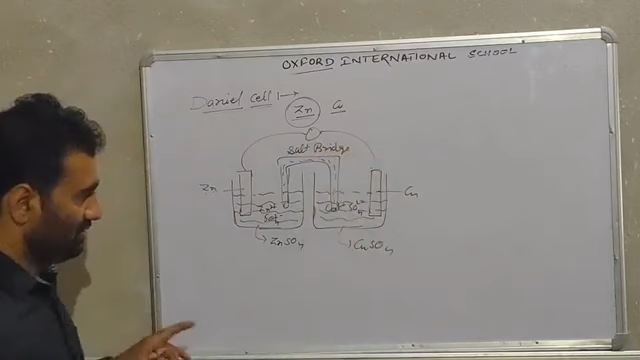 OXFORD INTERNATIONAL SCHOOL
Daniel Cell
Zn Cu
Salt Bridge
Zn
Cu
ZnSO4
CuSO4